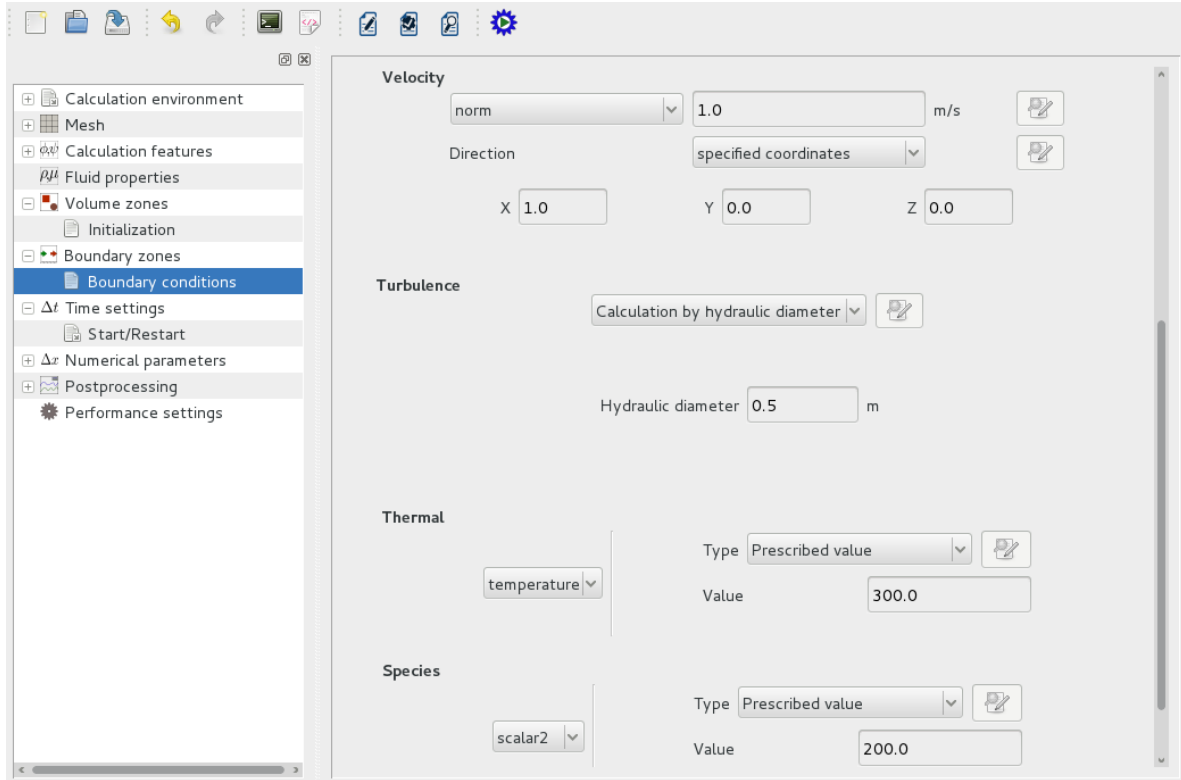 Calculation environment
Mesh
φ,ψ Calculation features
ρ,μ Fluid properties
Volume zones
Initialization
Boundary zones
Boundary conditions
Δt Time settings
Start/Restart
Δx Numerical parameters
Postprocessing
Performance settings
Velocity
norm 1.0 m/s
Direction specified coordinates
X 1.0 Y 0.0 Z 0.0
Turbulence
Calculation by hydraulic diameter
Hydraulic diameter 0.5 m
Thermal
Type Prescribed value
temperature
Value 300.0
Species
Type Prescribed value
scalar2
Value 200.0